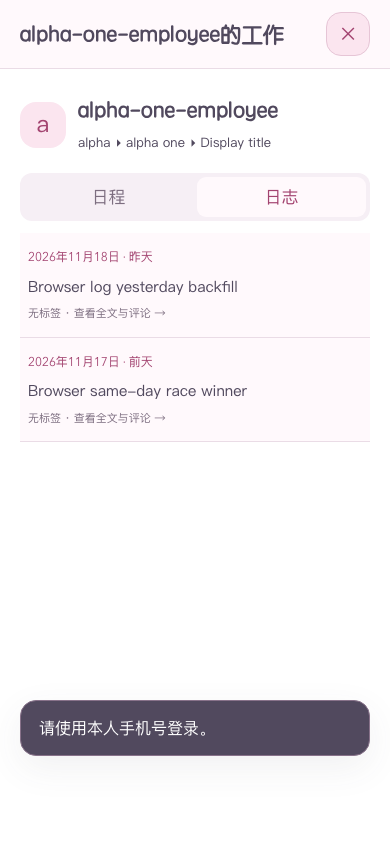 alpha-one-employee的工作
a
alpha-one-employee
alpha ▸ alpha one ▸ Display title
日程
日志
2026年11月18日 · 昨天
Browser log yesterday backfill
无标签 · 查看全文与评论 →
2026年11月17日 · 前天
Browser same-day race winner
无标签 · 查看全文与评论 →
请使用本人手机号登录。